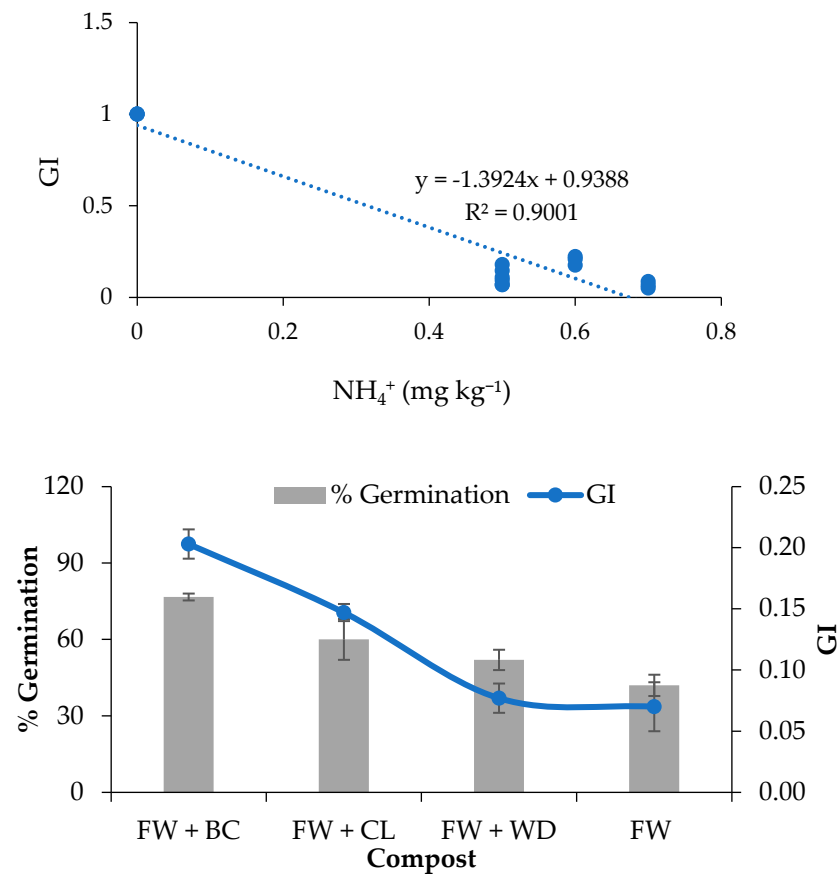 1.5
1
0.5
0
GI
y = -1.3924x + 0.9388
R² = 0.9001
0 0.2 0.4 0.6 0.8
NH₄⁺ (mg kg⁻¹)
% Germination GI
120
90
60
30
0
% Germination
0.25
0.20
0.15
0.10
0.05
0.00
GI
FW + BC FW + CL FW + WD FW
Compost